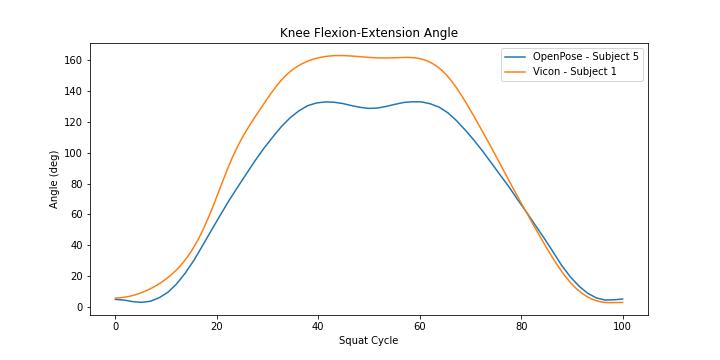 Knee Flexion-Extension Angle
OpenPose - Subject 5
Vicon - Subject 1
Angle (deg)
160
140
120
100
80
60
40
20
0
0 20 40 60 80 100
Squat Cycle